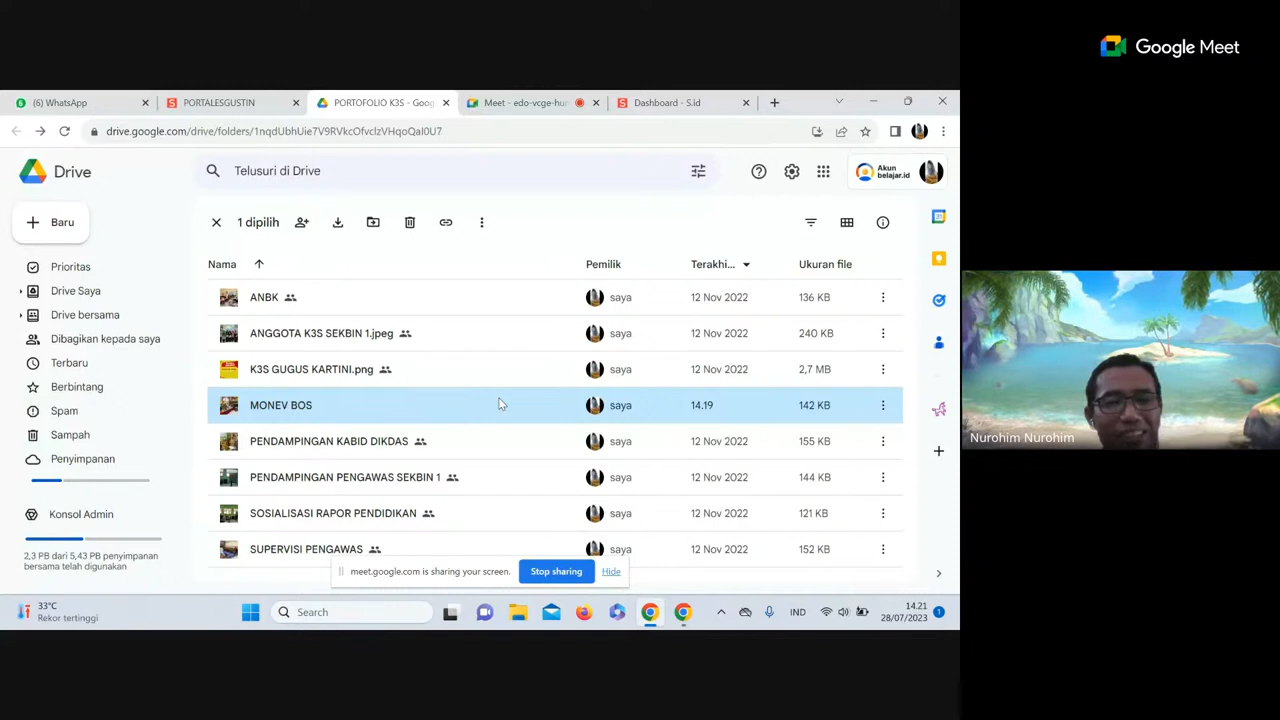 Google Meet
(6) WhatsApp
PORTALESGUSTIN
PORTOFOLIO K3S - Goog
Meet - edo-vcge-hu
Dashboard - S.id
drive.google.com/drive/folders/1nqdUbhUie7V9RVkcOfvclzVHqoQaI0U7
Drive
Telusuri di Drive
Akun
belajar.id
Baru
1 dipilih
Prioritas
Drive Saya
Drive bersama
Dibagikan kepada saya
Terbaru
Berbintang
Spam
Sampah
Penyimpanan
Konsol Admin
2,3 PB dari 5,43 PB penyimpanan
bersama telah digunakan
Nama Pemilik Terakhi... Ukuran file
ANBK saya 12 Nov 2022 136 KB
ANGGOTA K3S SEKBIN 1.jpeg saya 12 Nov 2022 240 KB
K3S GUGUS KARTINI.png saya 12 Nov 2022 2,7 MB
MONEV BOS saya 14.19 142 KB
PENDAMPINGAN KABID DIKDAS saya 12 Nov 2022 155 KB
PENDAMPINGAN PENGAWAS SEKBIN 1 saya 12 Nov 2022 144 KB
SOSIALISASI RAPOR PENDIDIKAN saya 12 Nov 2022 121 KB
SUPERVISI PENGAWAS saya 12 Nov 2022 152 KB
meet.google.com is sharing your screen. Stop sharing Hide
Nurohim Nurohim
33°C
Rekor tertinggi
Search
IND
14.21
28/07/2023
1